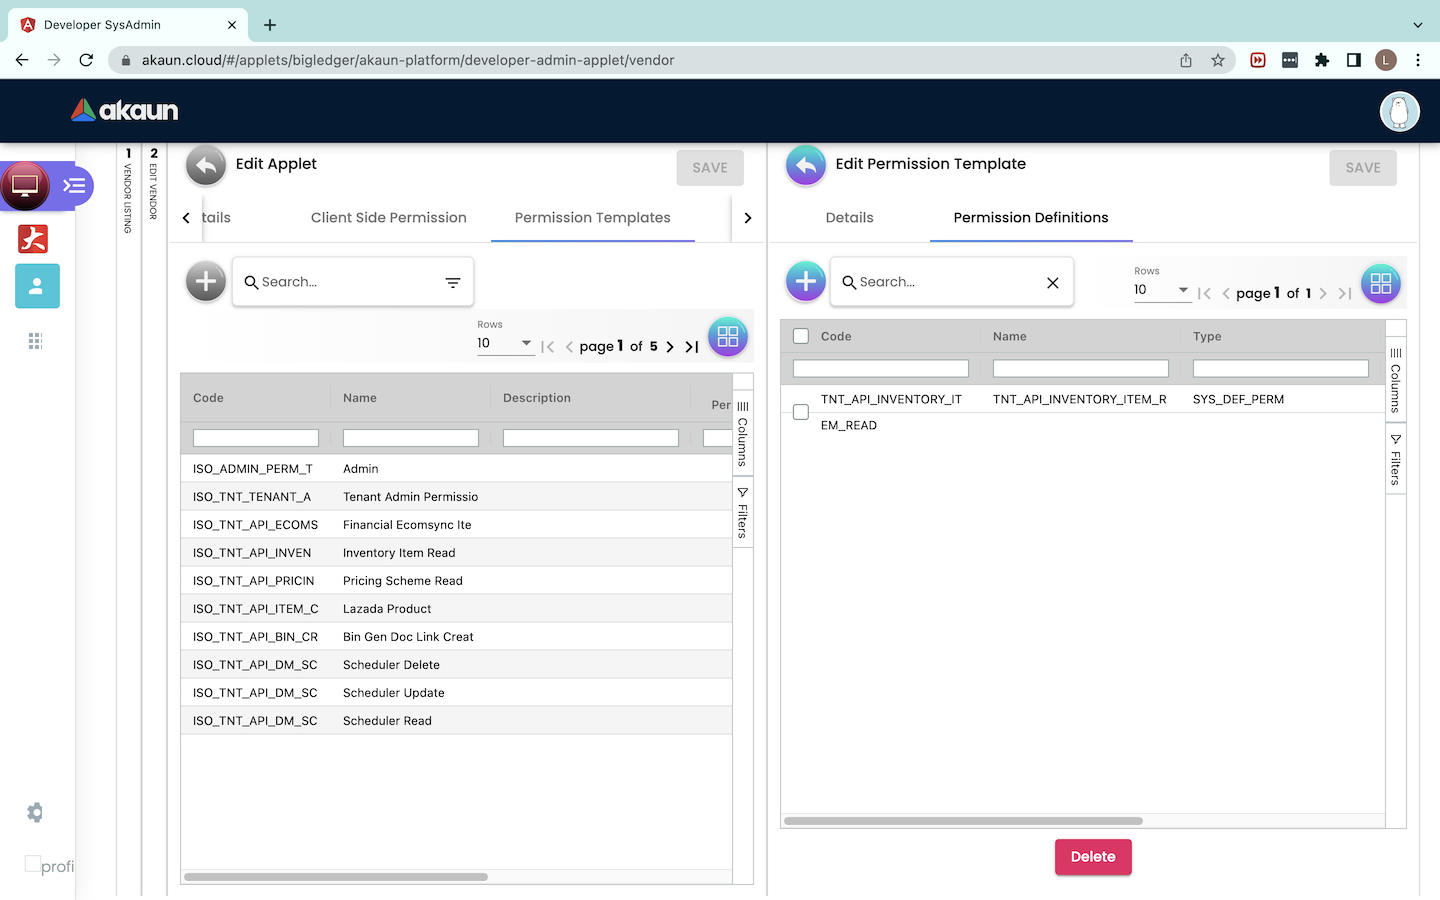 Developer SysAdmin
akaun.cloud/#/applets/bigledger/akaun-platform/developer-admin-applet/vendor
L
akaun
1 VENDOR LISTING
2 EDIT VENDOR
Edit Applet
SAVE
tails
Client Side Permission
Permission Templates
Search...
Rows
10
page 1 of 5
Code Name Description Per
ISO_ADMIN_PERM_T Admin
ISO_TNT_TENANT_A Tenant Admin Permissio
ISO_TNT_API_ECOMS Financial Ecomsync Ite
ISO_TNT_API_INVEN Inventory Item Read
ISO_TNT_API_PRICIN Pricing Scheme Read
ISO_TNT_API_ITEM_C Lazada Product
ISO_TNT_API_BIN_CR Bin Gen Doc Link Creat
ISO_TNT_API_DM_SC Scheduler Delete
ISO_TNT_API_DM_SC Scheduler Update
ISO_TNT_API_DM_SC Scheduler Read
Columns
Filters
Edit Permission Template
SAVE
Details
Permission Definitions
Search...
Rows
10
page 1 of 1
Code Name Type
TNT_API_INVENTORY_IT TNT_API_INVENTORY_ITEM_R SYS_DEF_PERM
EM_READ
Columns
Filters
Delete
profi